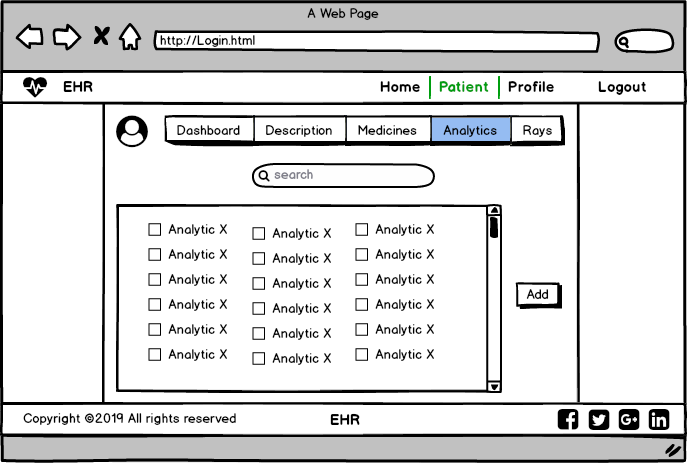 A Web Page
http://Login.html
EHR Home Patient Profile Logout
Dashboard Description Medicines Analytics Rays
search
Analytic X Analytic X Analytic X
Analytic X Analytic X Analytic X
Analytic X Analytic X Analytic X
Analytic X Analytic X Analytic X
Analytic X Analytic X Analytic X
Analytic X Analytic X Analytic X
Add
Copyright ©2019 All rights reserved EHR